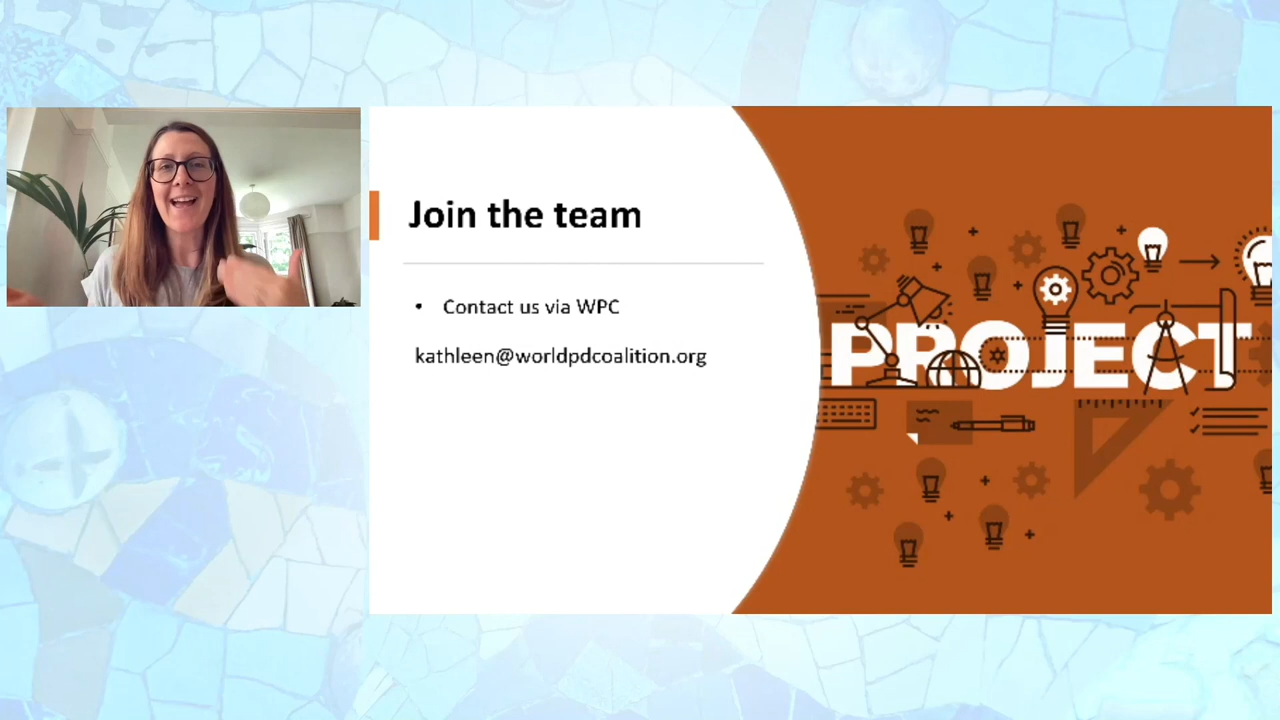 Join the team
• Contact us via WPC
kathleen@worldpdcoalition.org
PROJECT